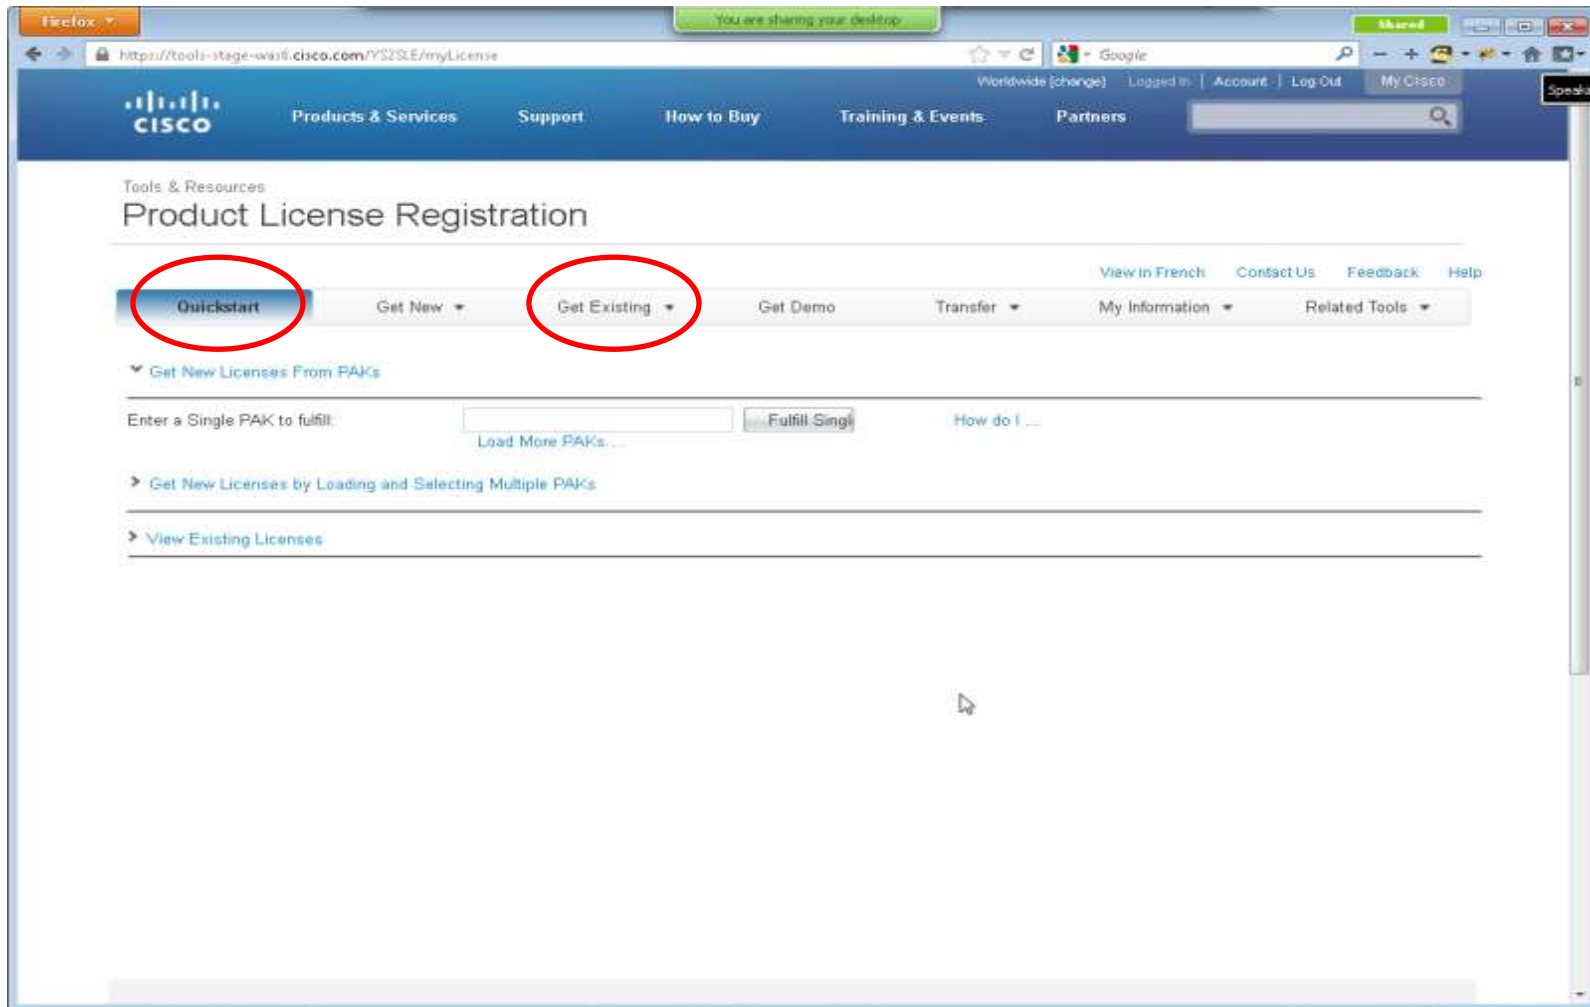 Firefox
You are sharing your desktop
Shared
https://tools-stage-was6.cisco.com/YS2SLE/myLicense
Google
Speaki
Worldwide [change] Logged In | Account | Log Out My Cisco
CISCO
Products & Services Support How to Buy Training & Events Partners
Tools & Resources
Product License Registration
View in French Contact Us Feedback Help
Quickstart Get New Get Existing Get Demo Transfer My Information Related Tools
Get New Licenses From PAKs
Enter a Single PAK to fulfill: Fulfill Singl How do I ...
Load More PAKs ...
Get New Licenses by Loading and Selecting Multiple PAKs
View Existing Licenses